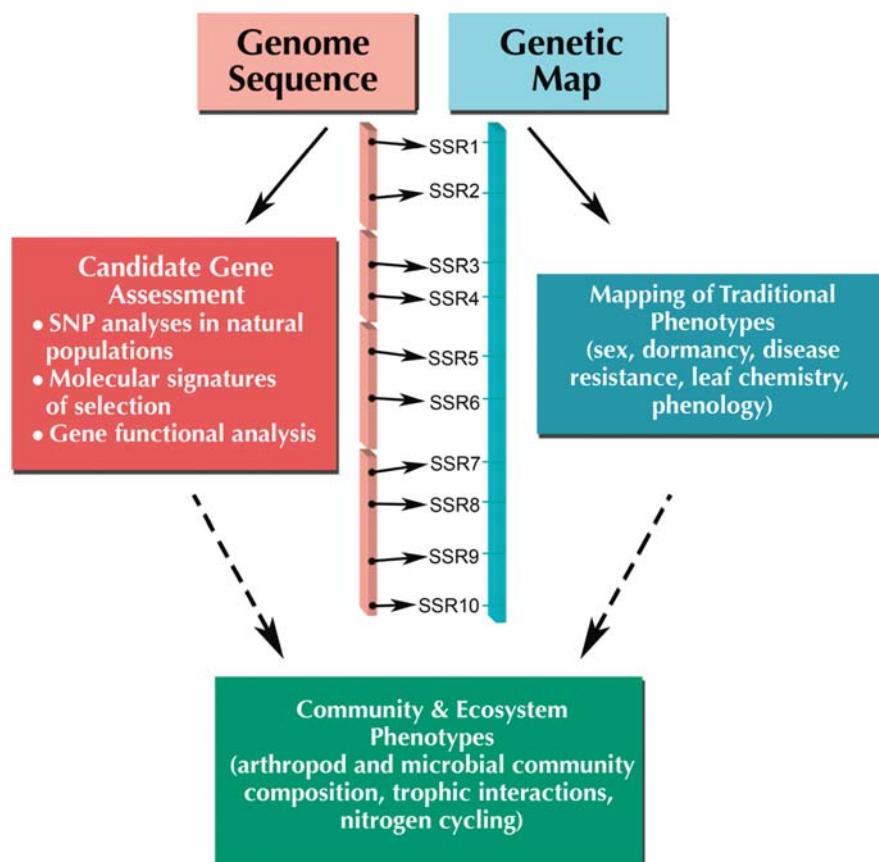 Genome
Sequence
Genetic
Map
SSR1
SSR2
SSR3
SSR4
SSR5
SSR6
SSR7
SSR8
SSR9
SSR10
Candidate Gene
Assessment
• SNP analyses in natural
populations
• Molecular signatures
of selection
• Gene functional analysis
Mapping of Traditional
Phenotypes
(sex, dormancy, disease
resistance, leaf chemistry,
phenology)
Community & Ecosystem
Phenotypes
(arthropod and microbial community
composition, trophic interactions,
nitrogen cycling)